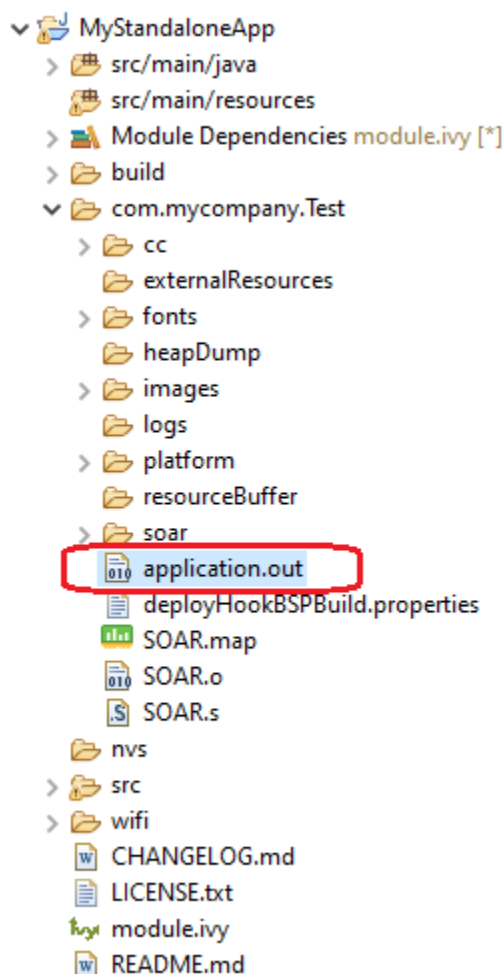 MyStandaloneApp
src/main/java
src/main/resources
Module Dependencies module.ivy [*]
build
com.mycompany.Test
cc
externalResources
fonts
heapDump
images
logs
platform
resourceBuffer
soar
application.out
deployHookBSPBuild.properties
SOAR.map
SOAR.o
SOAR.s
nvs
src
wifi
CHANGELOG.md
LICENSE.txt
module.ivy
README.md